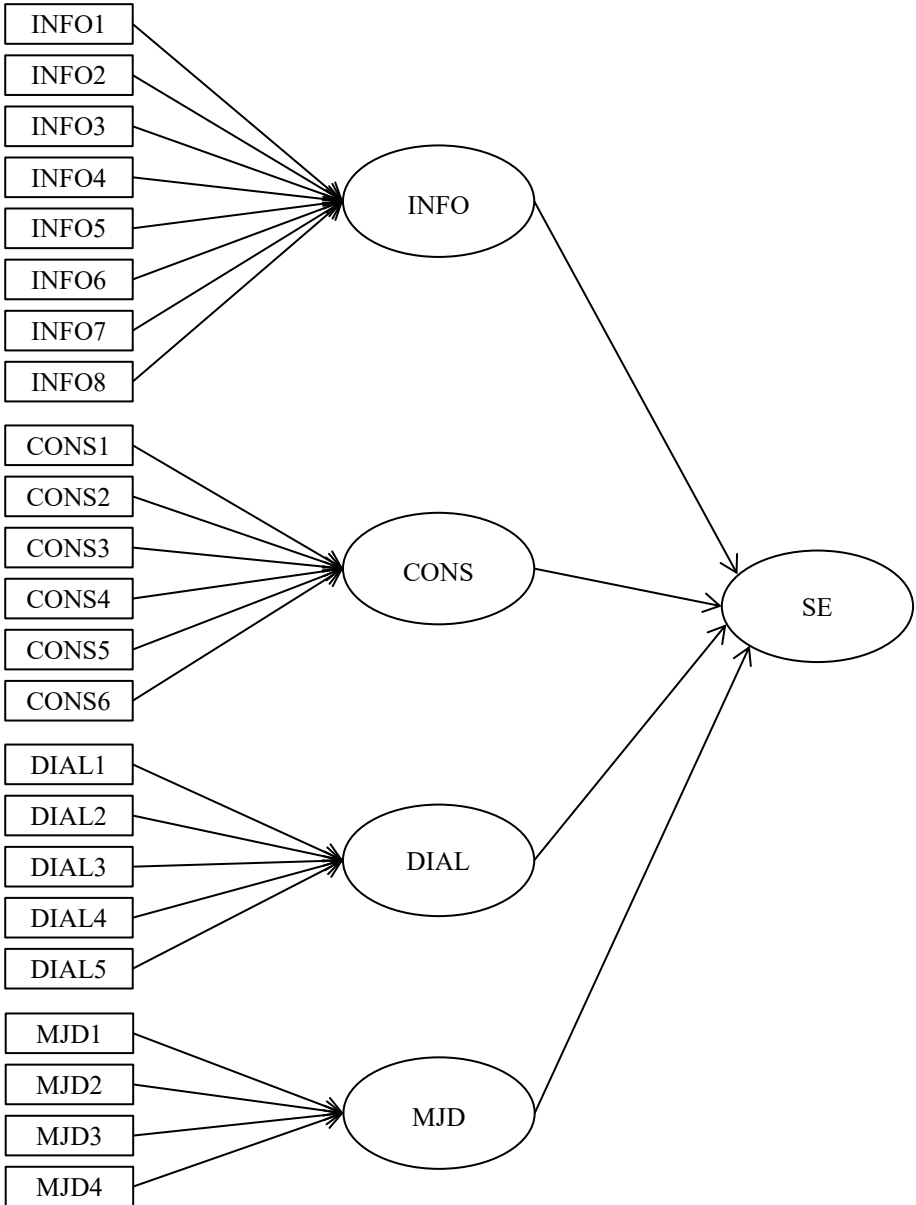 INFO1
INFO2
INFO3
INFO4
INFO5
INFO6
INFO7
INFO8
INFO
CONS1
CONS2
CONS3
CONS4
CONS5
CONS6
CONS
SE
DIAL1
DIAL2
DIAL3
DIAL4
DIAL5
DIAL
MJD1
MJD2
MJD3
MJD4
MJD